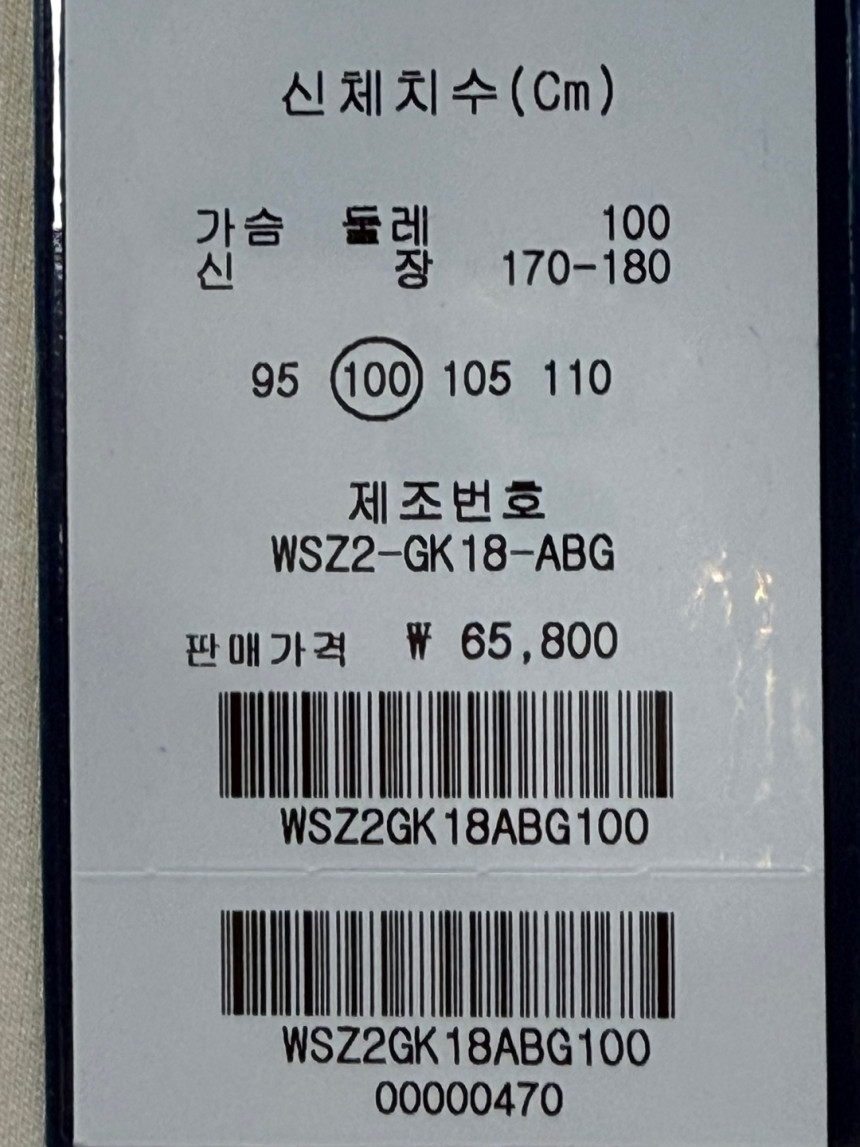 신체치수(Cm)
가슴 둘레 100
신 장 170-180
95 100 105 110
제조번호
WSZ2-GK18-ABG
판매가격 ₩ 65,800
WSZ2GK18ABG100
WSZ2GK18ABG100
00000470